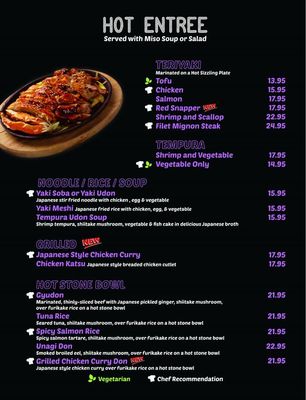 HOT ENTREE
Served with Miso Soup or Salad
TERIYAKI
Marinated on a Hot Sizzling Plate
Tofu 13.95
Chicken 15.95
Salmon 17.95
Red Snapper NEW 17.95
Shrimp and Scallop 22.95
Filet Mignon Steak 24.95
TEMPURA
Shrimp and Vegetable 17.95
Vegetable Only 14.95
NOODLE / RICE / SOUP
Yaki Soba or Yaki Udon 15.95
Japanese stir fried noodle with chicken , egg & vegetable
Yaki Meshi Japanese fried rice with chicken, egg, & vegetable 15.95
Tempura Udon Soup 15.95
Shrimp tempura, shiitake mushroom, vegetable & fish cake in delicious Japanese broth
GRILLED NEW
Japanese Style Chicken Curry 17.95
Chicken Katsu Japanese style breaded chicken cutlet 17.95
HOT STONE BOWL
Gyudon 21.95
Marinated, thinly-sliced beef with Japanese pickled ginger, shiitake mushroom,
over furikake rice on a hot stone bowl
Tuna Rice 21.95
Seared tuna, shiitake mushroom, over furikake rice on a hot stone bowl
Spicy Salmon Rice 21.95
Spicy salmon tartare, shiitake mushroom, over furikake rice on a hot stone bowl
Unagi Don 22.95
Smoked broiled eel, shiitake mushroom, over furikake rice on a hot stone bowl
Grilled Chicken Curry Don NEW 21.95
Japanese style chicken curry over furikake rice on a hot stone bowl
Vegetarian Chef Recommendation